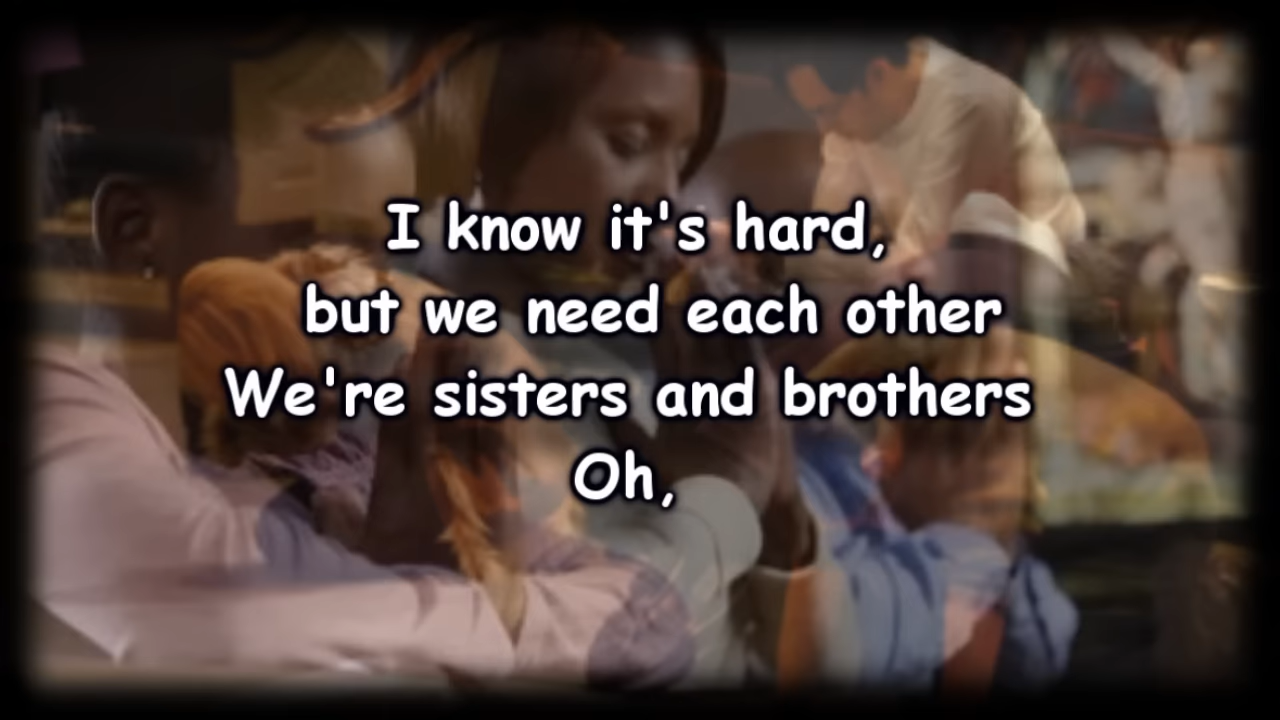 I know it's hard,
but we need each other
We're sisters and brothers
Oh,